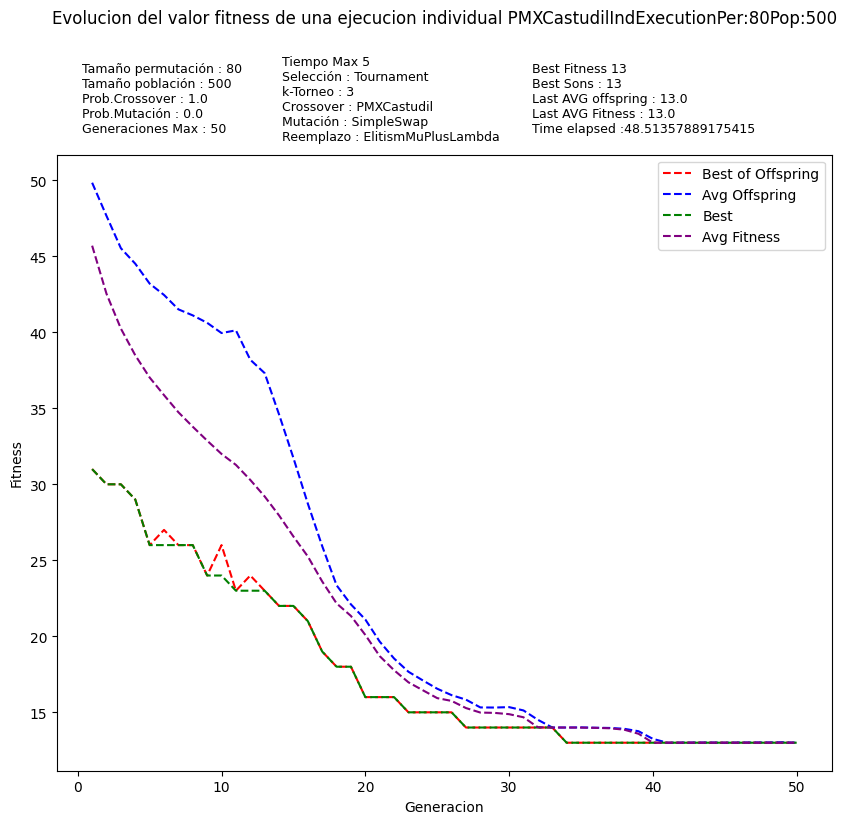 Evolucion del valor fitness de una ejecucion individual PMXCastudilIndExecutionPer:80Pop:500
Tamaño permutación : 80
Tamaño población : 500
Prob.Crossover : 1.0
Prob.Mutación : 0.0
Generaciones Max : 50
Tiempo Max 5
Selección : Tournament
k-Torneo : 3
Crossover : PMXCastudil
Mutación : SimpleSwap
Reemplazo : ElitismMuPlusLambda
Best Fitness 13
Best Sons : 13
Last AVG offspring : 13.0
Last AVG Fitness : 13.0
Time elapsed :48.51357889175415
Best of Offspring
Avg Offspring
Best
Avg Fitness
Fitness
50
45
40
35
30
25
20
15
0 10 20 30 40 50
Generacion